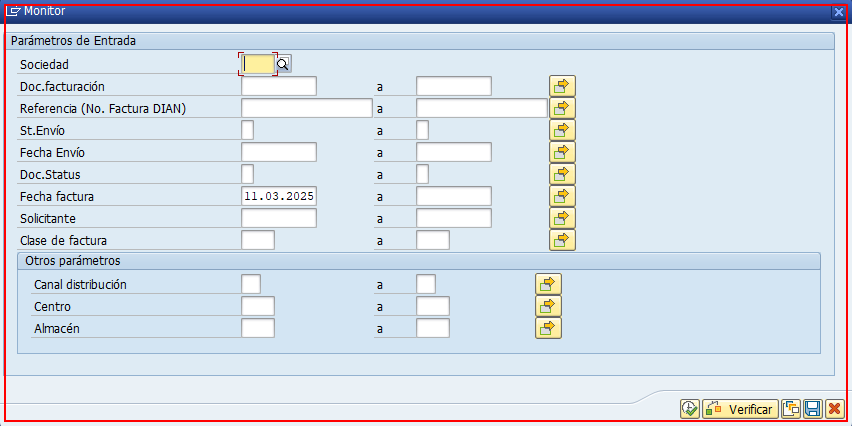 Monitor
Parámetros de Entrada
Sociedad
Doc.facturación a
Referencia (No. Factura DIAN) a
St.Envío a
Fecha Envío a
Doc.Status a
Fecha factura 11.03.2025 a
Solicitante a
Clase de factura a
Otros parámetros
Canal distribución a
Centro a
Almacén a
Verificar